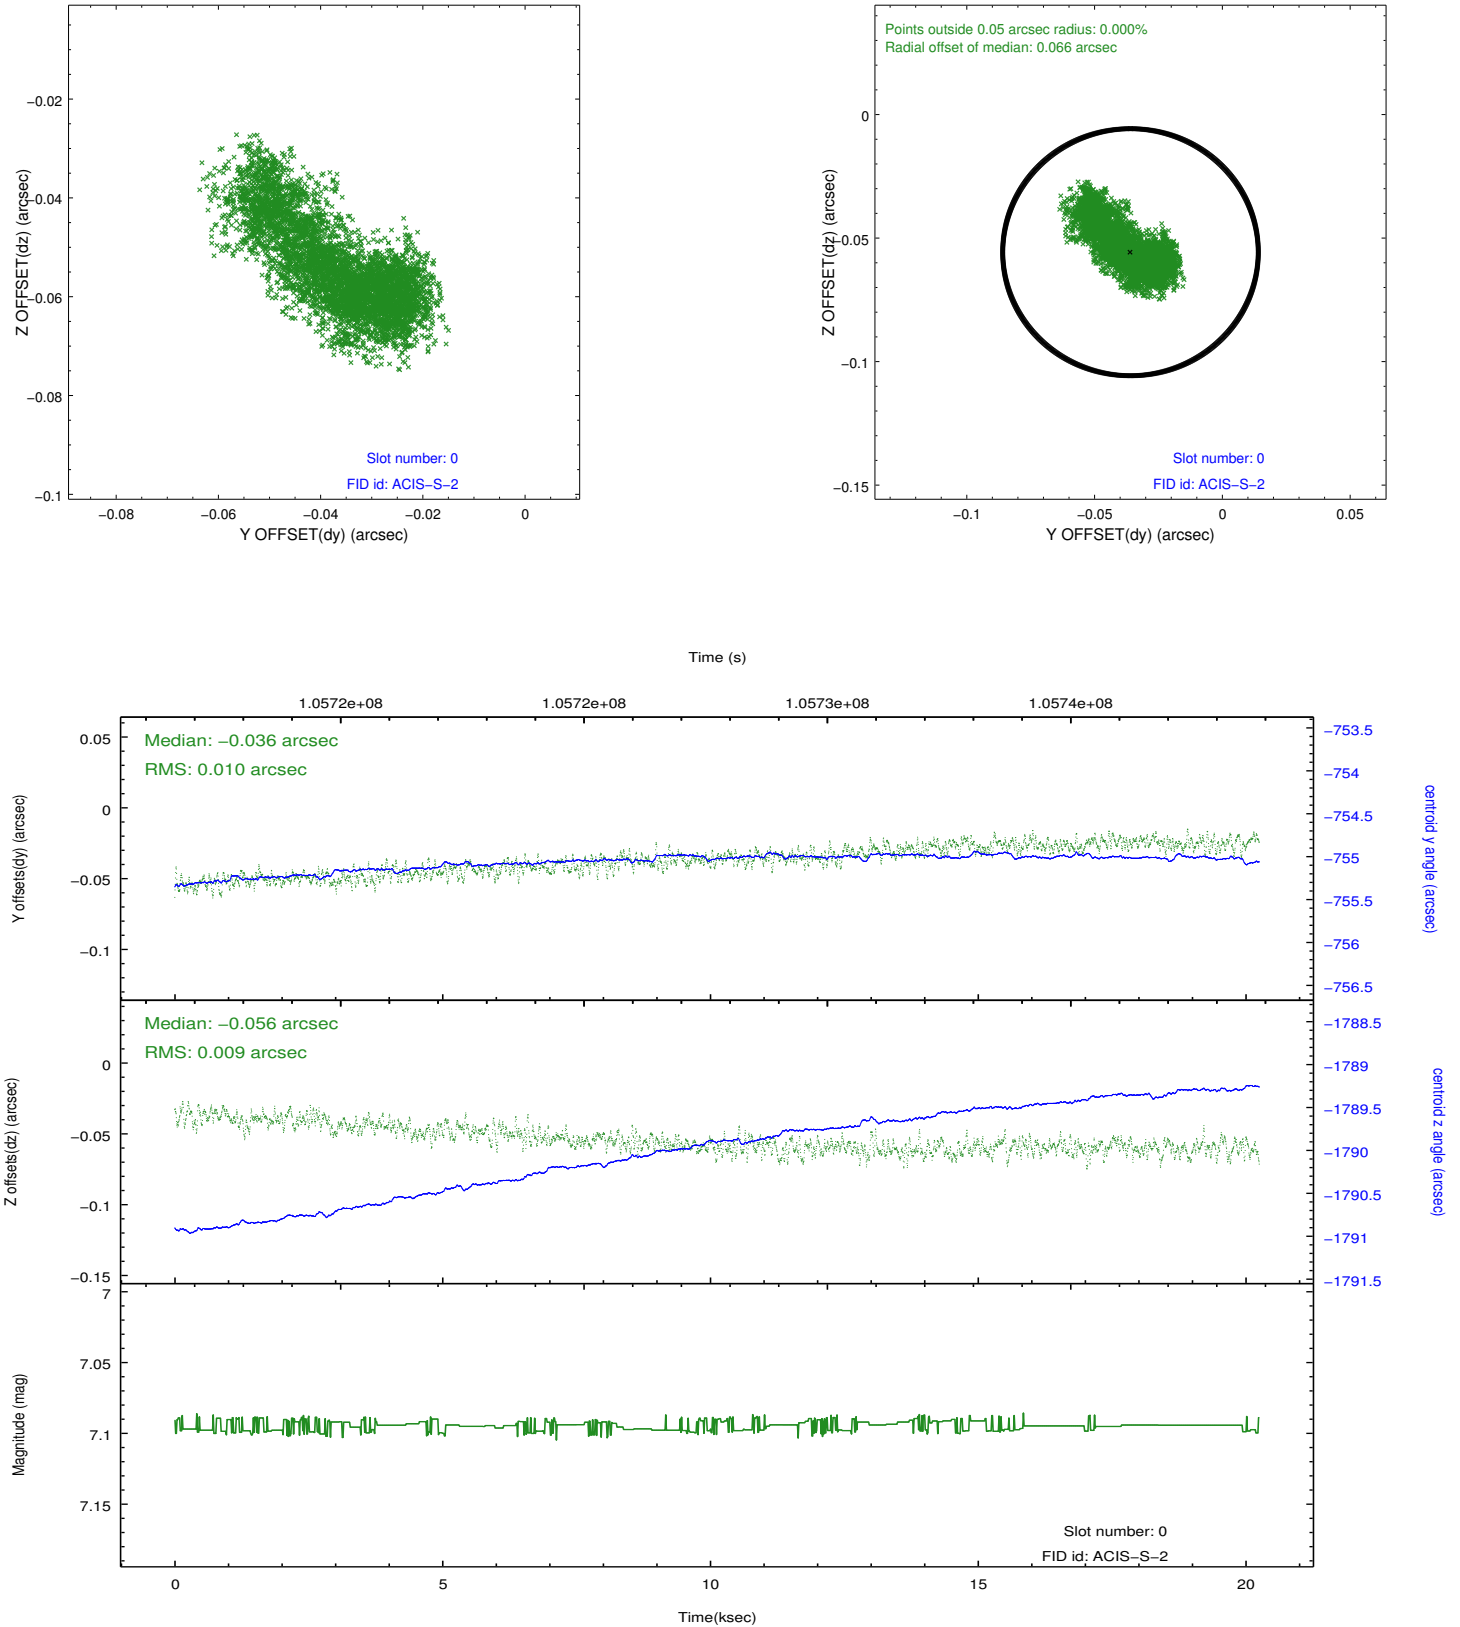 −0.02
−0.04
−0.06
−0.08
−0.1
Z OFFSET(dz) (arcsec)
−0.08
−0.06
−0.04
−0.02
0
Y OFFSET(dy) (arcsec)
Slot number: 0
FID id: ACIS−S−2
Points outside 0.05 arcsec radius: 0.000%
Radial offset of median: 0.066 arcsec
0
−0.05
−0.1
−0.15
Z OFFSET(dz) (arcsec)
−0.1
−0.05
0
0.05
Y OFFSET(dy) (arcsec)
Slot number: 0
FID id: ACIS−S−2
Time (s)
1.0572e+08
1.0572e+08
1.0573e+08
1.0574e+08
Median: −0.036 arcsec
RMS: 0.010 arcsec
0.05
0
−0.05
−0.1
Y offsets(dy) (arcsec)
−753.5
−754
−754.5
−755
−755.5
−756
−756.5
centroid y angle (arcsec)
Median: −0.056 arcsec
RMS: 0.009 arcsec
0
−0.05
−0.1
−0.15
Z offsets(dz) (arcsec)
−1788.5
−1789
−1789.5
−1790
−1790.5
−1791
−1791.5
centroid z angle (arcsec)
7
7.05
7.1
7.15
Magnitude (mag)
Slot number: 0
FID id: ACIS−S−2
0
5
10
15
20
Time(ksec)